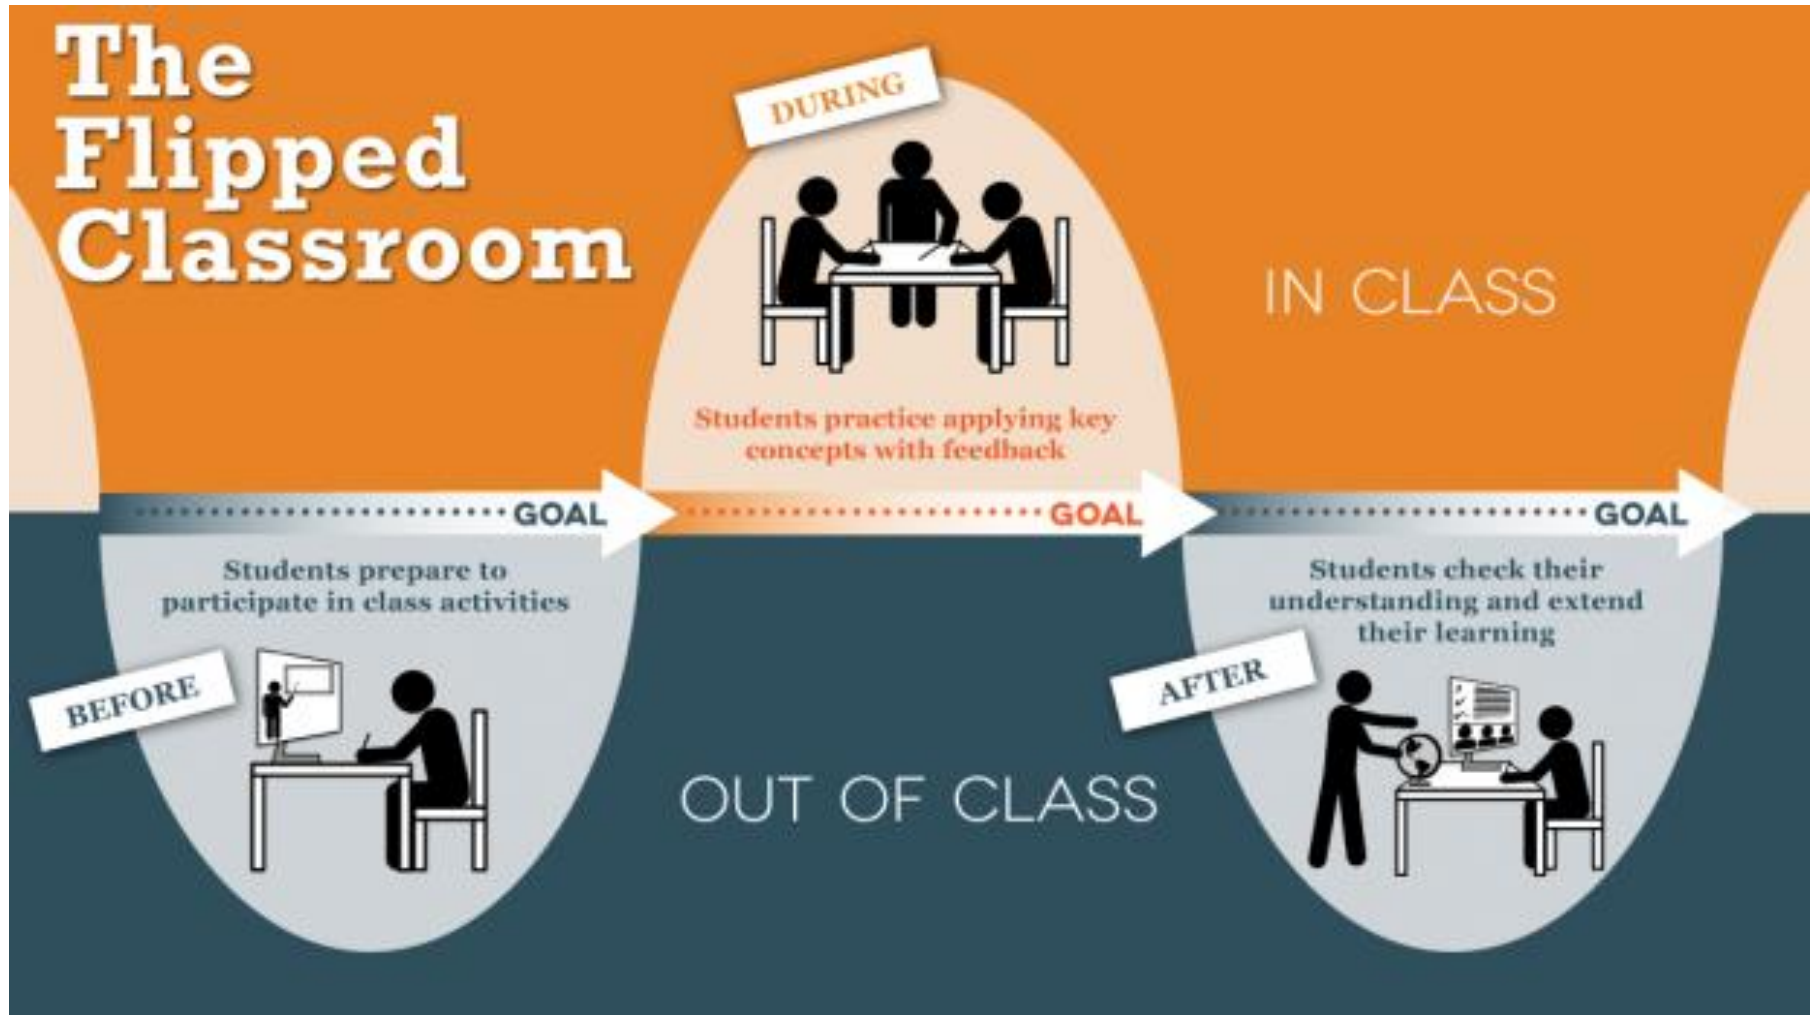 The
Flipped
Classroom
DURING
IN CLASS
Students practice applying key
concepts with feedback
GOAL
GOAL
GOAL
Students prepare to
participate in class activities
BEFORE
OUT OF CLASS
Students check their
understanding and extend
their learning
AFTER